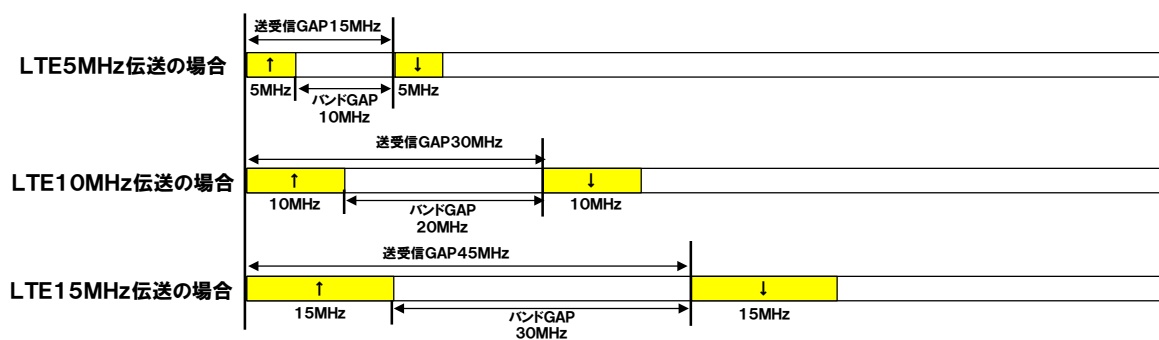 送受信GAP15MHz
LTE5MHz伝送の場合
↑
↓
5MHz
バンドGAP
10MHz
5MHz
送受信GAP30MHz
LTE10MHz伝送の場合
↑
↓
10MHz
バンドGAP
20MHz
10MHz
送受信GAP45MHz
LTE15MHz伝送の場合
↑
↓
15MHz
バンドGAP
30MHz
15MHz